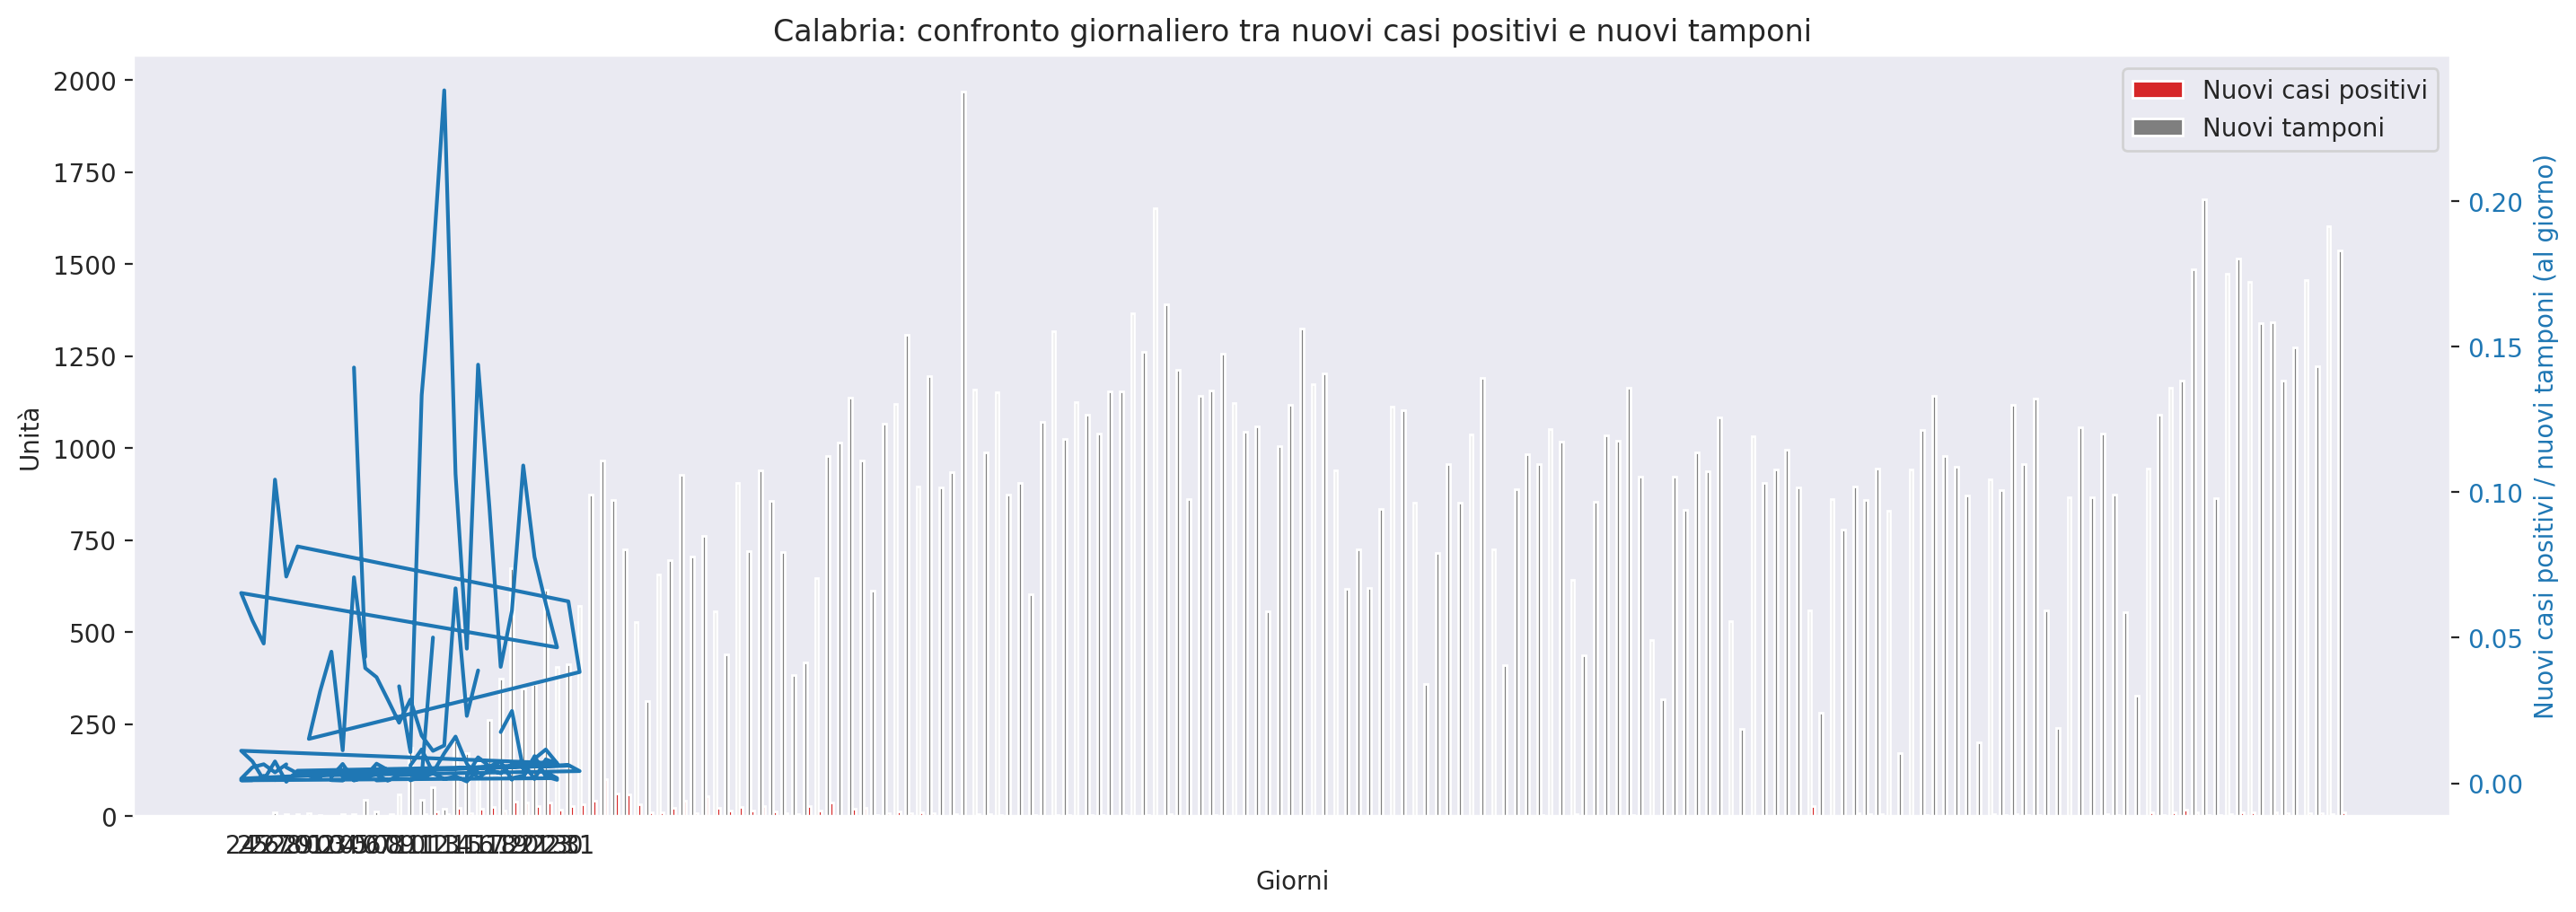 Calabria: confronto giornaliero tra nuovi casi positivi e nuovi tamponi
Nuovi casi positivi
Nuovi tamponi
2000
1750
1500
1250
1000
750
500
250
0
Unità
0.20
0.15
0.10
0.05
0.00
Nuovi casi positivi / nuovi tamponi (al giorno)
Giorni